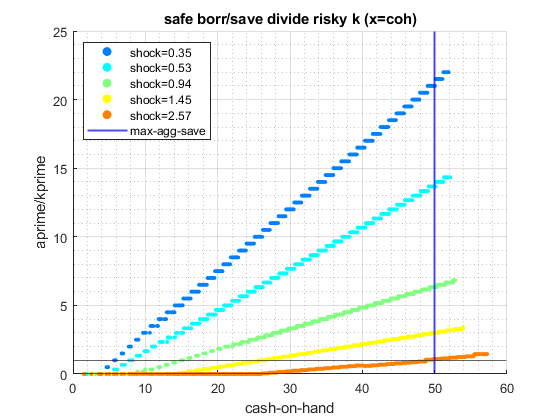 safe borr/save divide risky k (x=coh)
25
20
15
10
5
0
aprime/kprime
shock=0.35
shock=0.53
shock=0.94
shock=1.45
shock=2.57
max-agg-save
0 10 20 30 40 50 60
cash-on-hand